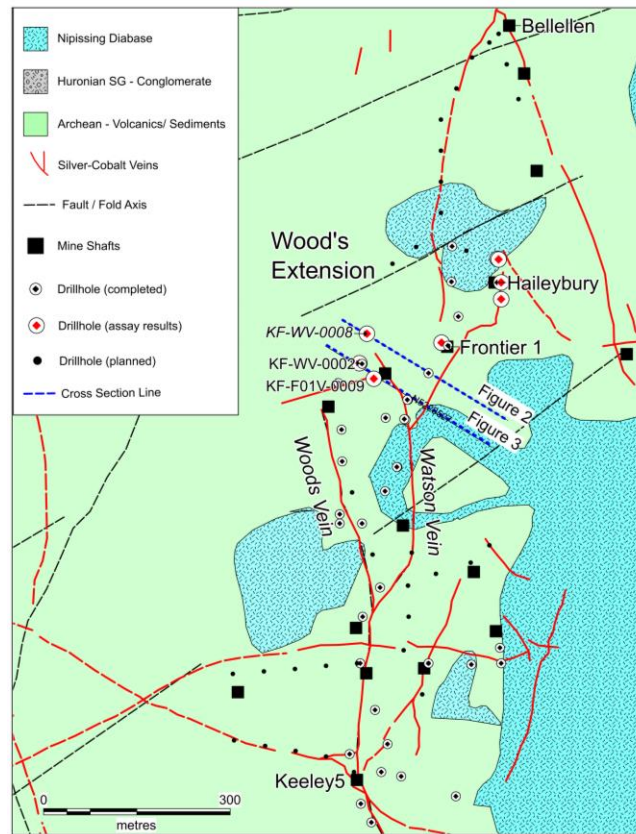 Nipissing Diabase
Huronian SG - Conglomerate
Archean - Volcanics/ Sediments
Silver-Cobalt Veins
Fault / Fold Axis
Mine Shafts
Drillhole (completed)
Drillhole (assay results)
Drillhole (planned)
Cross Section Line
Bellellen
Wood's
Extension
Haileybury
KF-WV-0008
Frontier 1
KF-WV-0002
KF-F01V-0009
Figure 2
Figure 3
Woods Vein
Watson Vein
Keeley5
0
300
metres